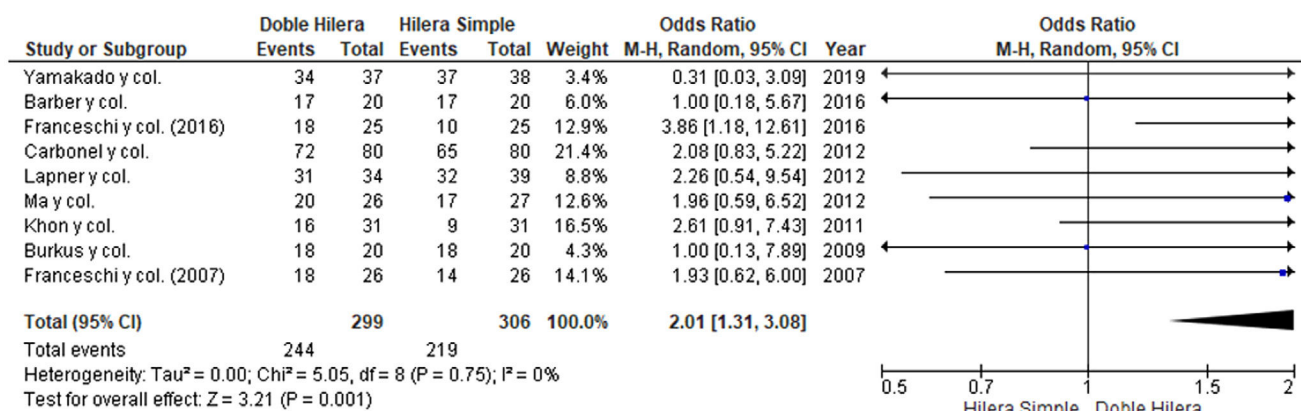 Doble Hilera Hilera Simple Odds Ratio Odds Ratio
Study or Subgroup Events Total Events Total Weight M-H, Random, 95% CI Year M-H, Random, 95% CI
Yamakado y col. 34 37 37 38 3.4% 0.31 [0.03, 3.09] 2019
Barber y col. 17 20 17 20 6.0% 1.00 [0.18, 5.67] 2016
Franceschi y col. (2016) 18 25 10 25 12.9% 3.86 [1.18, 12.61] 2016
Carbonel y col. 72 80 65 80 21.4% 2.08 [0.83, 5.22] 2012
Lapner y col. 31 34 32 39 8.8% 2.26 [0.54, 9.54] 2012
Ma y col. 20 26 17 27 12.6% 1.96 [0.59, 6.52] 2012
Khon y col. 16 31 9 31 16.5% 2.61 [0.91, 7.43] 2011
Burkus y col. 18 20 18 20 4.3% 1.00 [0.13, 7.89] 2009
Franceschi y col. (2007) 18 26 14 26 14.1% 1.93 [0.62, 6.00] 2007
Total (95% CI) 299 306 100.0% 2.01 [1.31, 3.08]
Total events 244 219
Heterogeneity: Tau² = 0.00; Chi² = 5.05, df = 8 (P = 0.75); I² = 0%
Test for overall effect: Z = 3.21 (P = 0.001)
0.5 0.7 1 1.5 2
Hilera Simple Doble Hilera